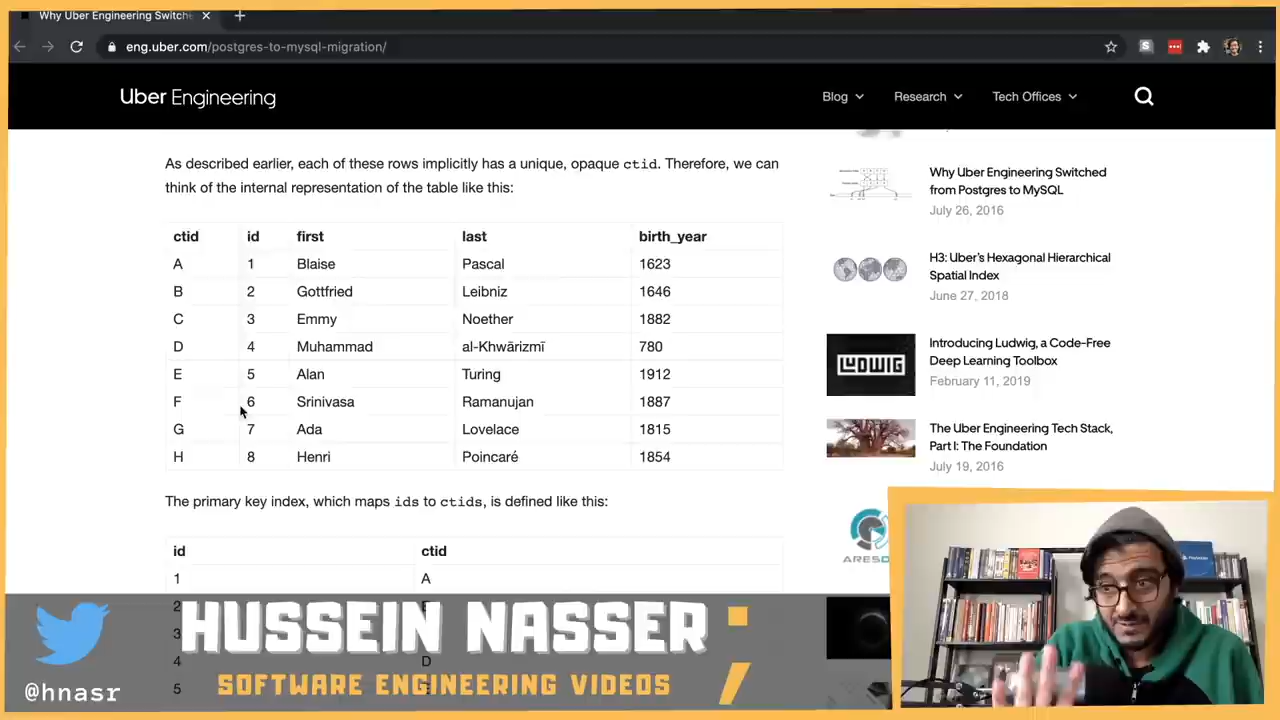 Why Uber Engineering Switche
eng.uber.com/postgres-to-mysql-migration/
Uber Engineering
Blog
Research
Tech Offices
As described earlier, each of these rows implicitly has a unique, opaque ctid. Therefore, we can
think of the internal representation of the table like this:
ctid id first last birth_year
A 1 Blaise Pascal 1623
B 2 Gottfried Leibniz 1646
C 3 Emmy Noether 1882
D 4 Muhammad al-Khwārizmī 780
E 5 Alan Turing 1912
F 6 Srinivasa Ramanujan 1887
G 7 Ada Lovelace 1815
H 8 Henri Poincaré 1854
The primary key index, which maps ids to ctids, is defined like this:
id ctid
1 A
2
3
4 D
5
Why Uber Engineering Switched
from Postgres to MySQL
July 26, 2016
H3: Uber's Hexagonal Hierarchical
Spatial Index
June 27, 2018
LUDWIG
Introducing Ludwig, a Code-Free
Deep Learning Toolbox
February 11, 2019
The Uber Engineering Tech Stack,
Part I: The Foundation
July 19, 2016
HUSSEIN NASSER
SOFTWARE ENGINEERING VIDEOS
;
@hnasr